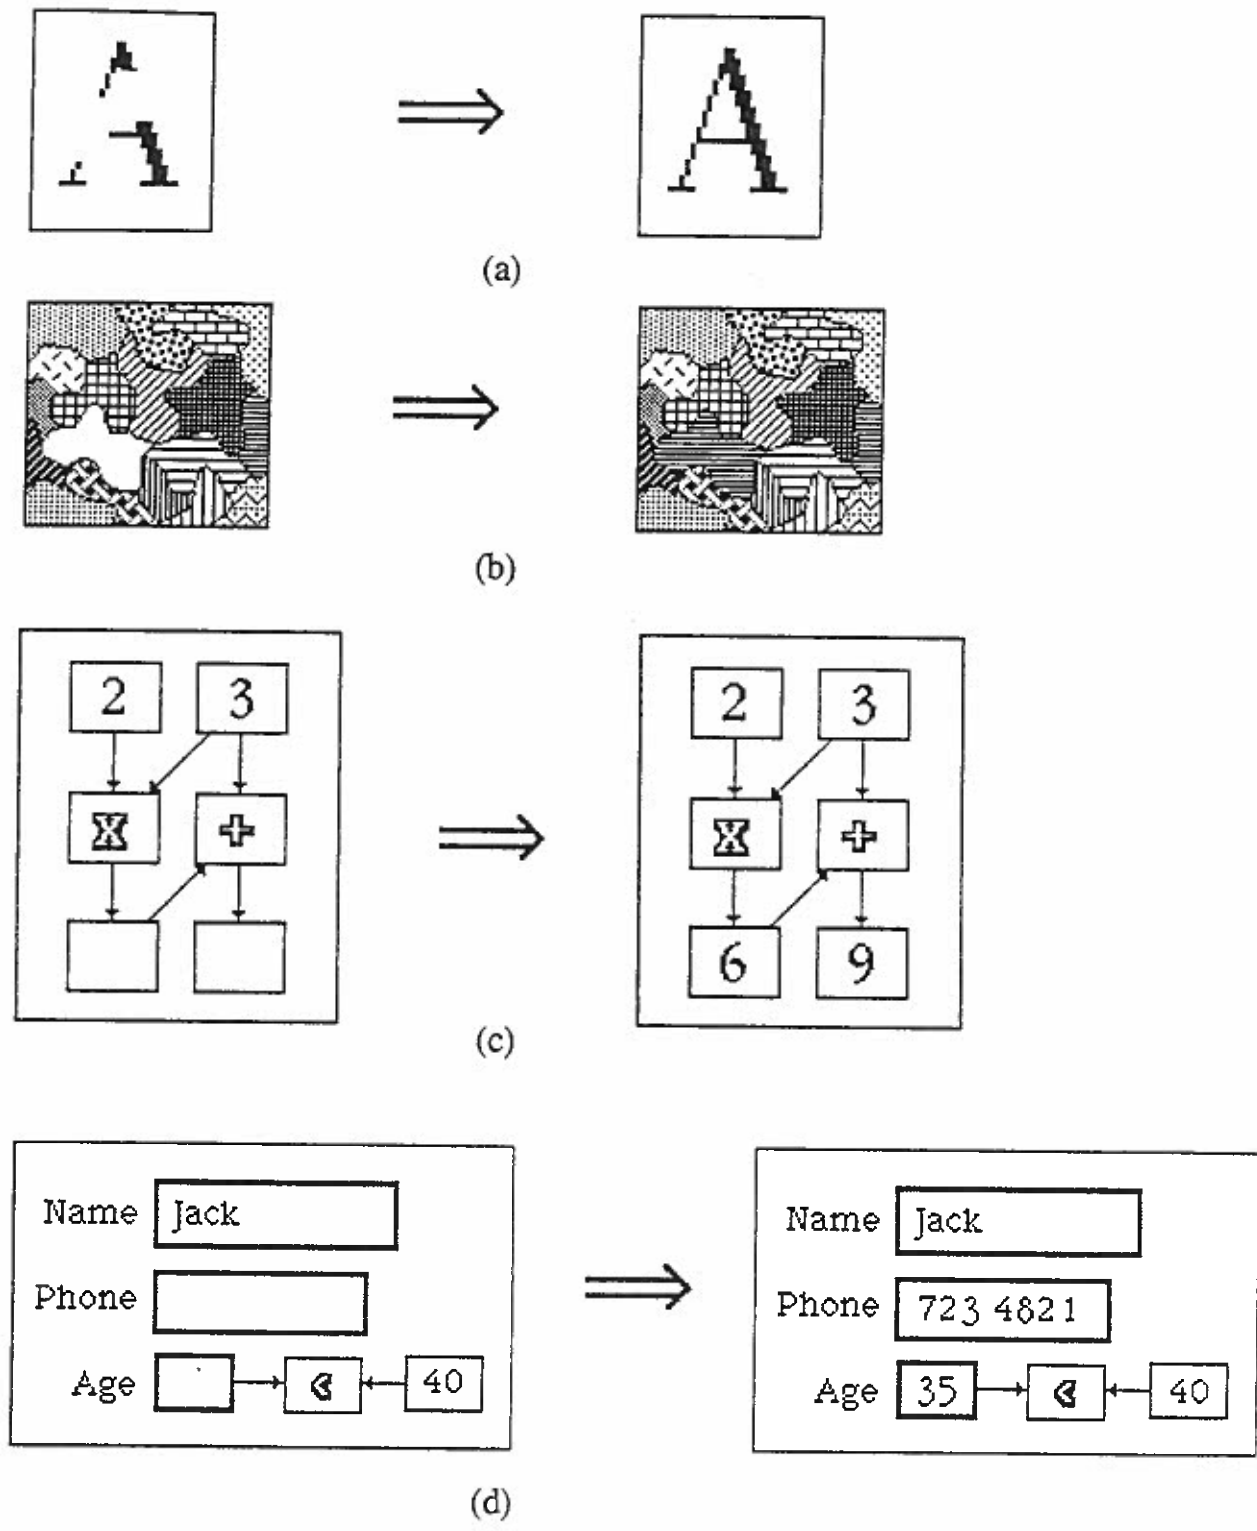 A A
(a)
(b)
2 3 2 3
x + x +
6 9
(c)
Name Jack Name Jack
Phone Phone 723 4821
Age < 40 Age 35 < 40
(d)